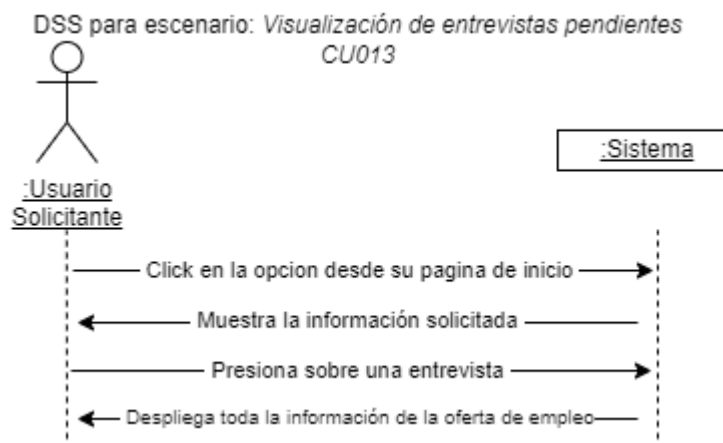 DSS para escenario: Visualización de entrevistas pendientes
CU013
:Usuario
Solicitante
:Sistema
Click en la opcion desde su pagina de inicio
Muestra la información solicitada
Presiona sobre una entrevista
Despliega toda la información de la oferta de empleo